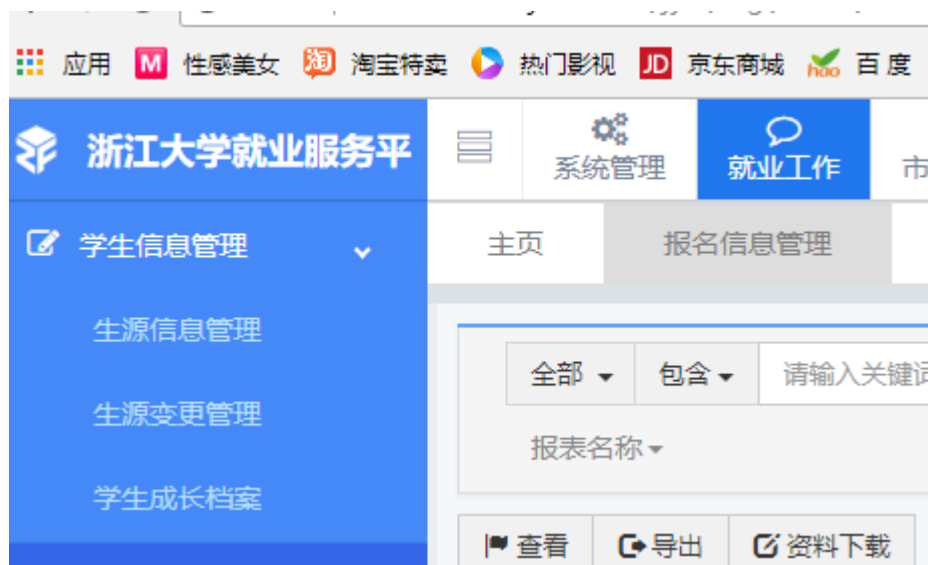 应用 M 性感美女 淘 淘宝特卖 热门影视 JD 京东商城 hao 百度
浙江大学就业服务平
系统管理
就业工作
市
学生信息管理
主页
报名信息管理
生源信息管理
全部
包含
请输入关键词
生源变更管理
报表名称
学生成长档案
查看
导出
资料下载